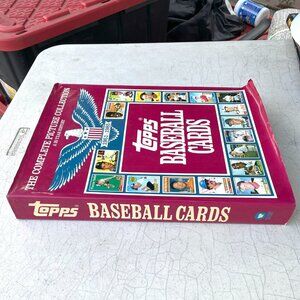 THE COMPLETE PICTURE COLLECTION
topps
BASEBALL
CARDS
topps BASEBALL CARDS